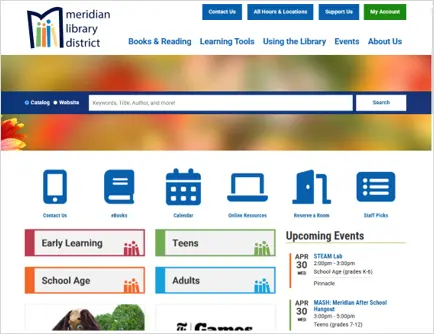 meridian
library
district
Contact Us
All Hours & Locations
Support Us
My Account
Books & Reading
Learning Tools
Using the Library
Events
About Us
Catalog
Website
Keywords, Title, Author, and more!
Search
Contact Us
eBooks
Calendar
Online Resources
Reserve a Room
Staff Picks
Early Learning
Teens
School Age
Adults
Upcoming Events
APR
30
WED
STEAM Lab
2:00pm - 3:00pm
School Age (grades K-6)
Pinnacle
APR
30
WED
MASH: Meridian After School
Hangout
3:00pm - 5:00pm
Teens (grades 7-12)
T Games